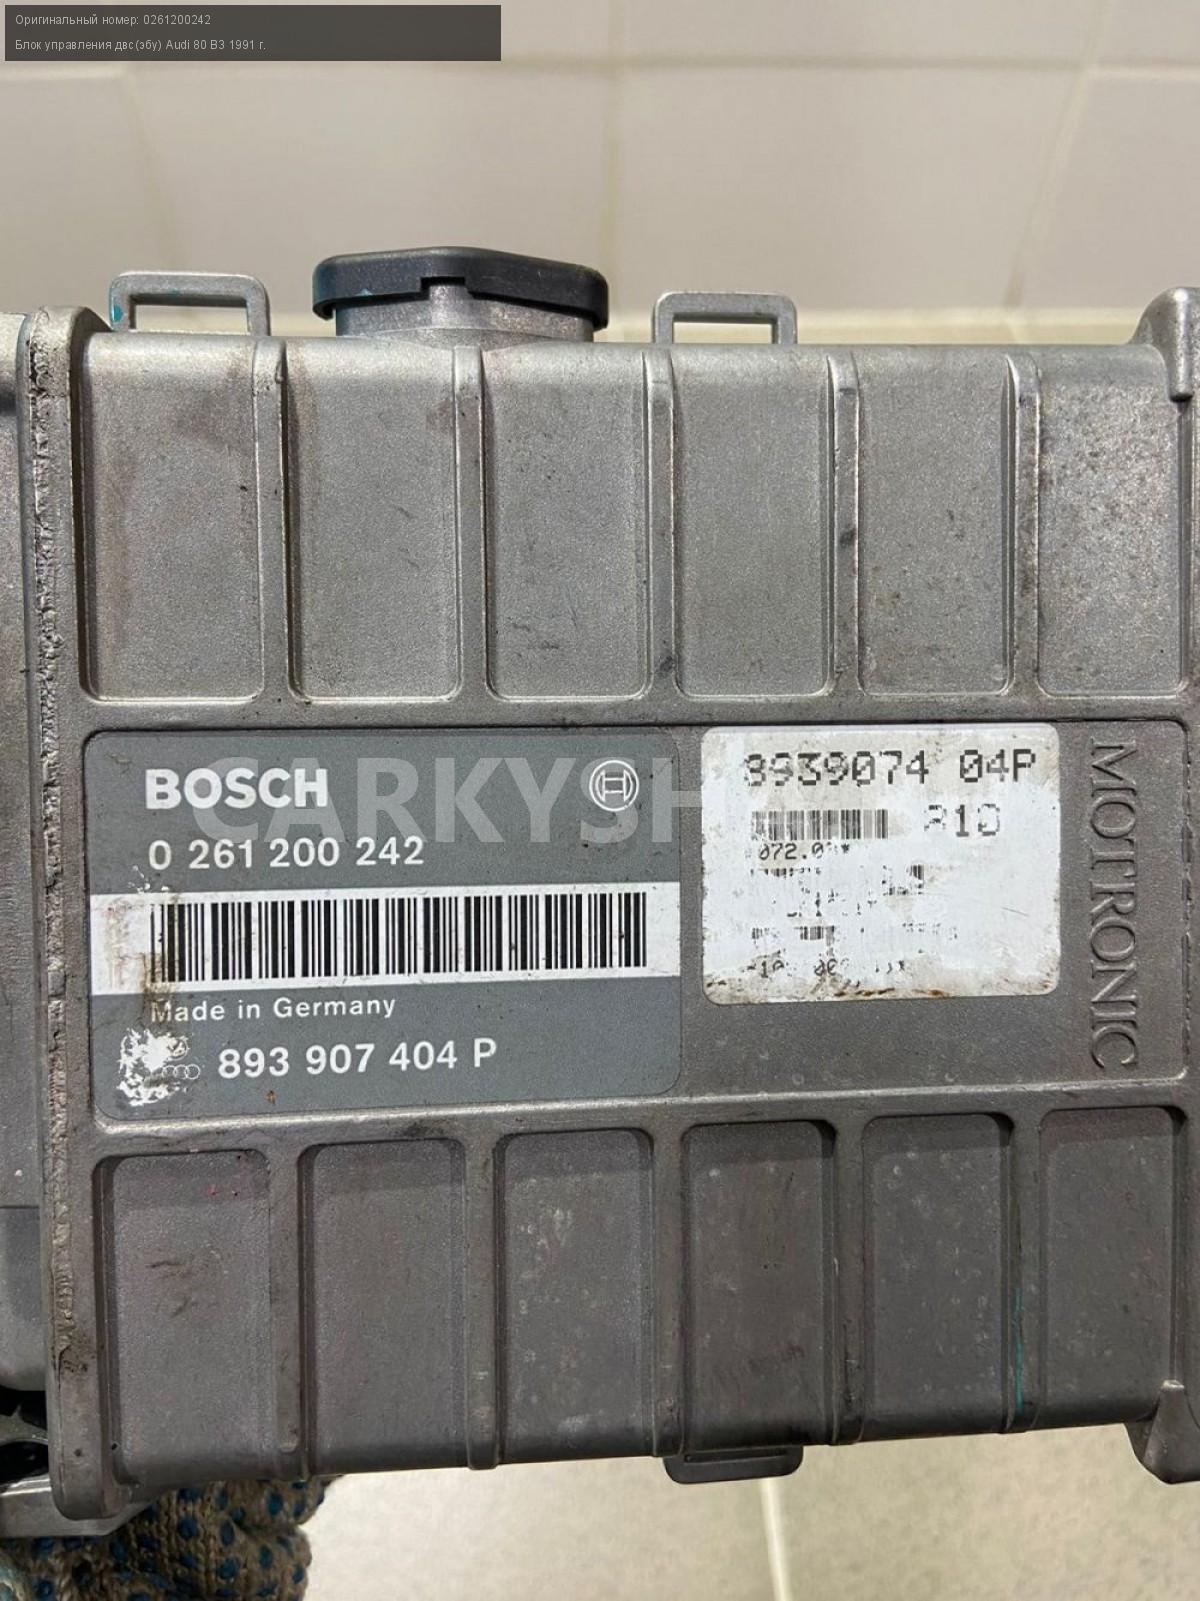 Оригинальный номер: 0261200242
Блок управления двс (эбу) Audi 80 B3 1991 г.
BOSCH
0 261 200 242
Made in Germany
893 907 404 P
8939074 04P
MOTRONIC
CARKYSH